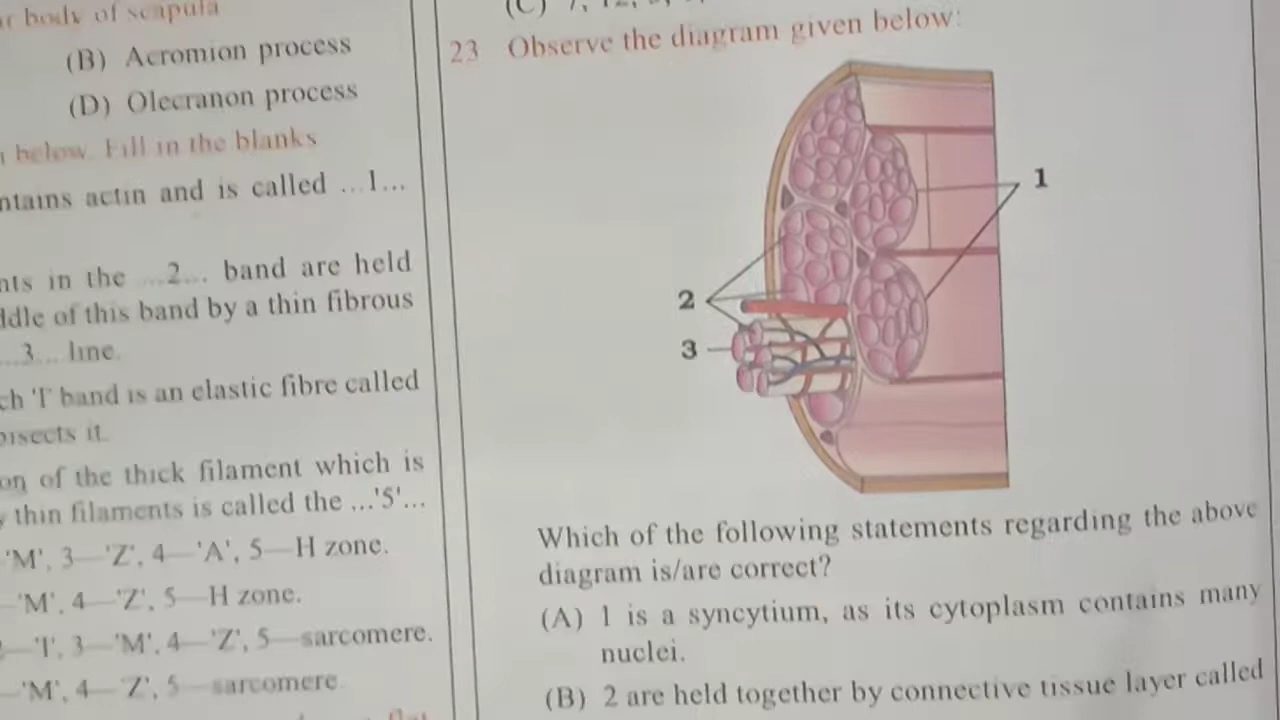 body of scapula
(B) Acromion process
(D) Olecranon process
below. Fill in the blanks
ntains actin and is called ...1...
nts in the ...2... band are held
ddle of this band by a thin fibrous
...3... line.
ch 'I' band is an elastic fibre called
bisects it.
on of the thick filament which is
thin filaments is called the ...'5'...
'M', 3—'Z', 4—'A', 5—H zone.
'M', 4—'Z', 5—H zone.
'I', 3—'M', 4—'Z', 5—sarcomere.
'M', 4—'Z', 5—sarcomere
(C) 7, 12,
23 Observe the diagram given below:
1
2
3
Which of the following statements regarding the above
diagram is/are correct?
(A) 1 is a syncytium, as its cytoplasm contains many
nuclei.
(B) 2 are held together by connective tissue layer called